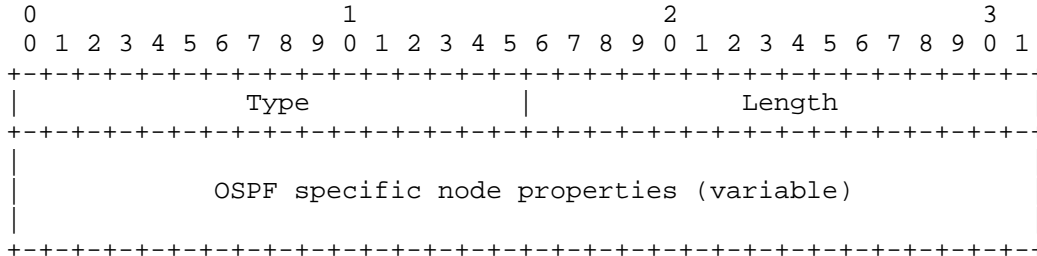 0                   1                   2                   3
 0 1 2 3 4 5 6 7 8 9 0 1 2 3 4 5 6 7 8 9 0 1 2 3 4 5 6 7 8 9 0 1
+-+-+-+-+-+-+-+-+-+-+-+-+-+-+-+-+-+-+-+-+-+-+-+-+-+-+-+-+-+-+-+--
|              Type             |             Length            |
+-+-+-+-+-+-+-+-+-+-+-+-+-+-+-+-+-+-+-+-+-+-+-+-+-+-+-+-+-+-+-+--
|
|            OSPF specific node properties (variable)           |
|
+-+-+-+-+-+-+-+-+-+-+-+-+-+-+-+-+-+-+-+-+-+-+-+-+-+-+-+-+-+-+-+--